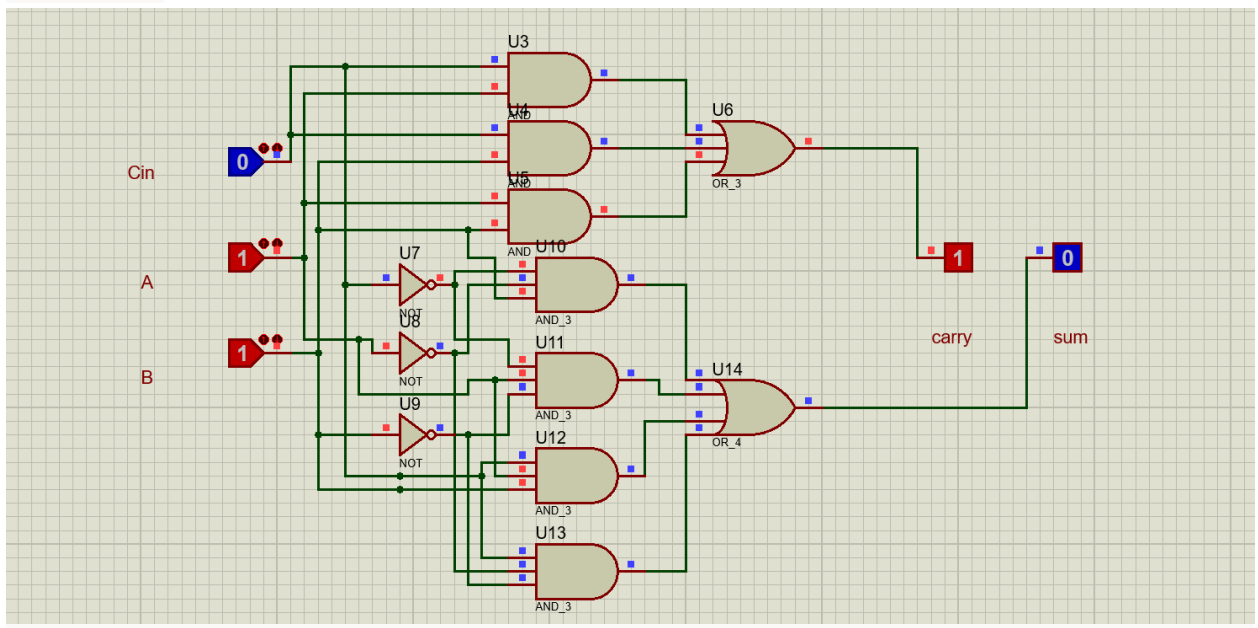 U3
AND
U4
AND
U5
AND
U6
OR_3
Cin
0
A
1
B
1
U7
NOT
U8
NOT
U9
NOT
U10
AND_3
U11
AND_3
U12
AND_3
U13
AND_3
U14
OR_4
1
0
carry
sum